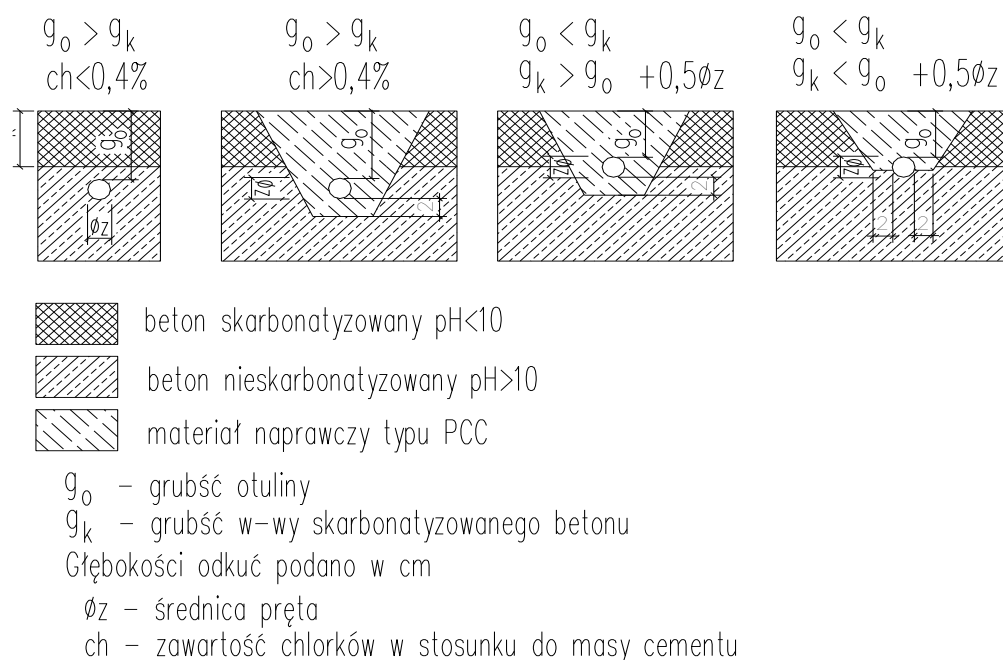 g₀ > gₖ
ch<0,4%
g₀ > gₖ
ch>0,4%
g₀ < gₖ
gₖ > g₀ +0,5øz
g₀ < gₖ
gₖ < g₀ +0,5øz
g₀
øz
g₀
øz
2
g₀
øz
2
g₀
øz
2
2
beton skarbonatyzowany pH<10
beton nieskarbonatyzowany pH>10
materiał naprawczy typu PCC
g₀ – grubść otuliny
gₖ – grubść w-wy skarbonatyzowanego betonu
Głębokości odkuć podano w cm
øz – średnica pręta
ch – zawartość chlorków w stosunku do masy cementu